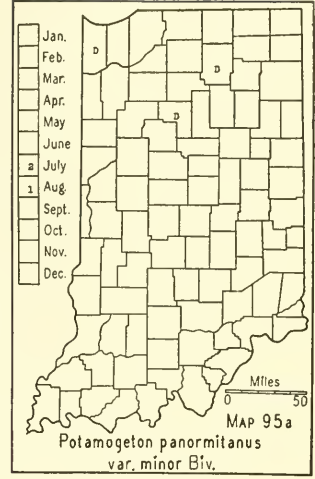 Jan.
Feb.
Mar.
Apr.
May
June
2 July
1 Aug.
Sept.
Oct.
Nov.
Dec.
D
D
D
Miles
0 50
MAP 95a
Potamogeton panormitanus
var. minor Biv.